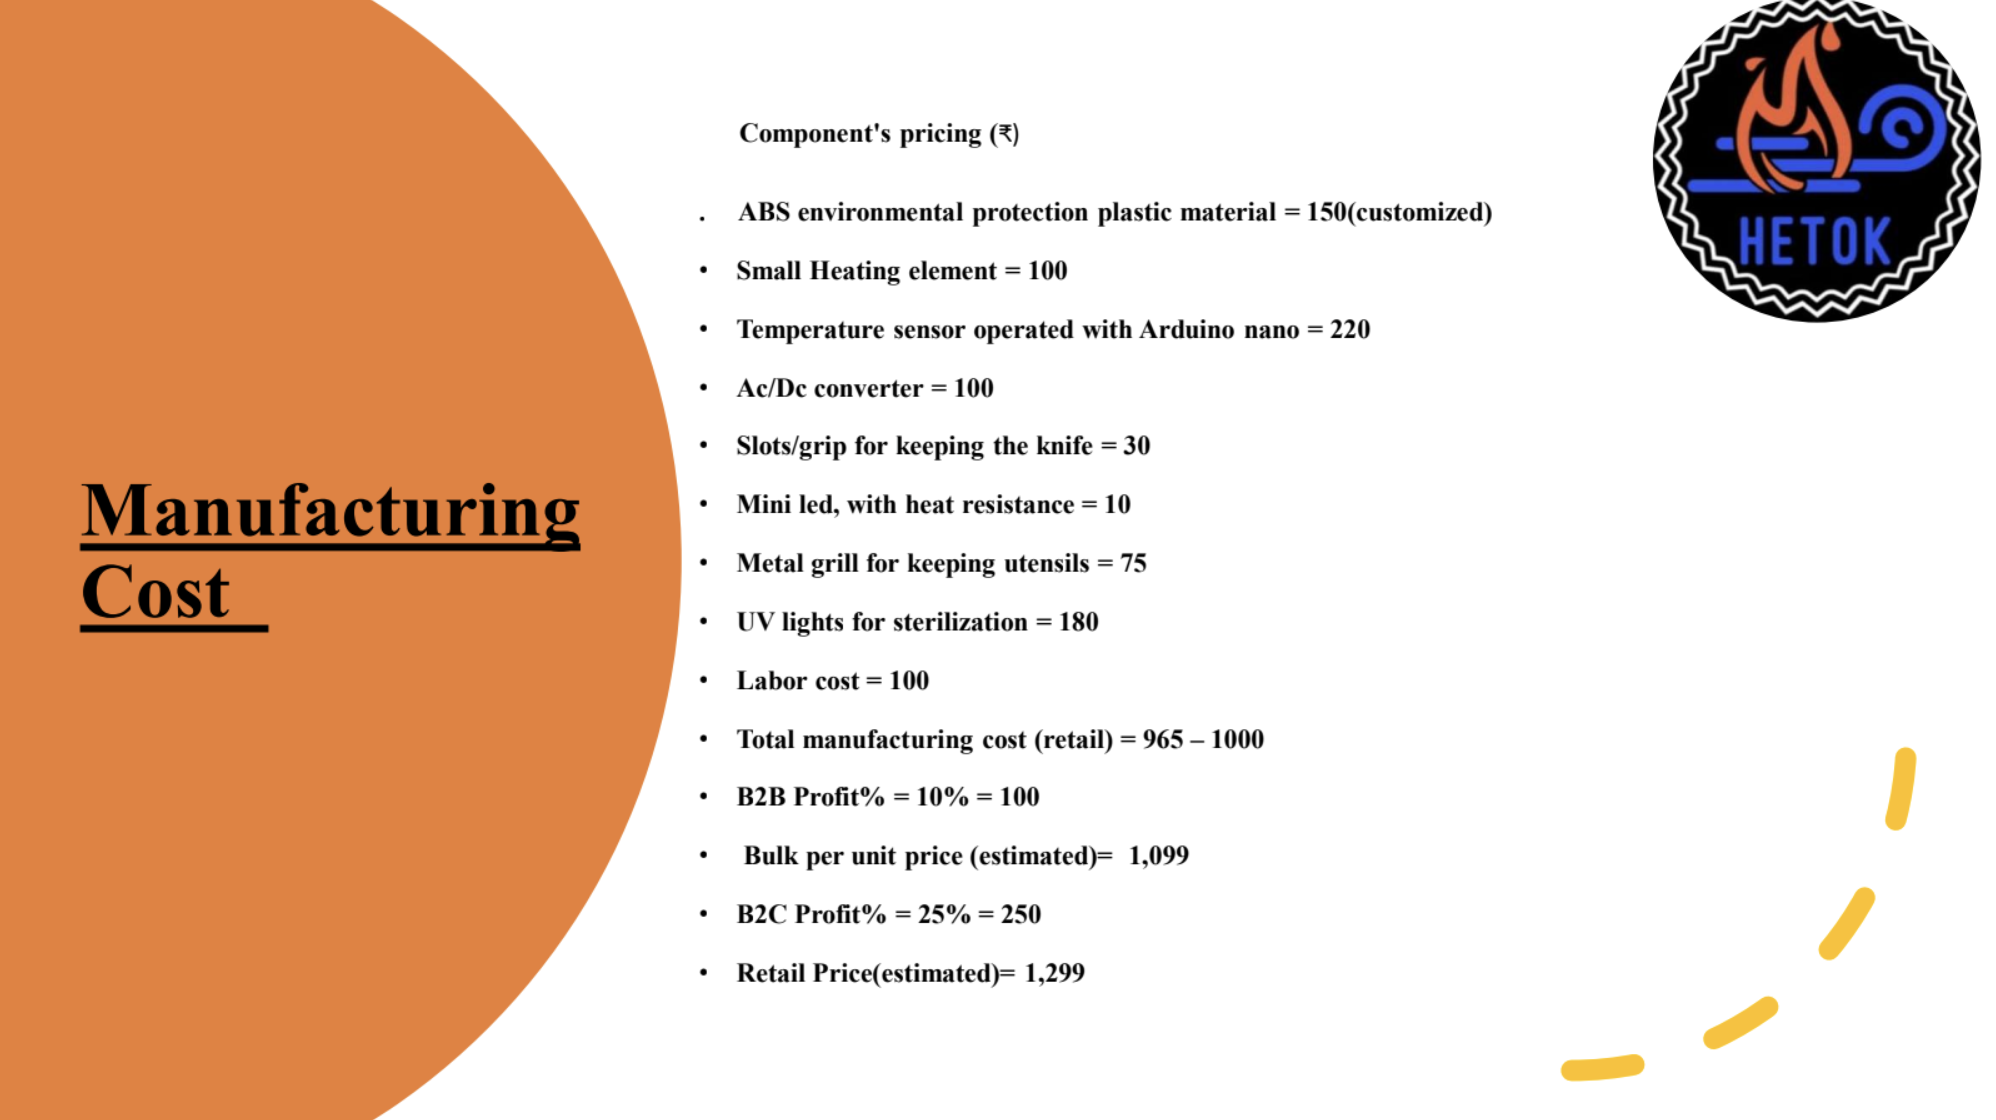 Component's pricing (₹)
. ABS environmental protection plastic material = 150(customized)
• Small Heating element = 100
• Temperature sensor operated with Arduino nano = 220
• Ac/Dc converter = 100
• Slots/grip for keeping the knife = 30
• Mini led, with heat resistance = 10
• Metal grill for keeping utensils = 75
• UV lights for sterilization = 180
• Labor cost = 100
• Total manufacturing cost (retail) = 965 – 1000
• B2B Profit% = 10% = 100
• Bulk per unit price (estimated)= 1,099
• B2C Profit% = 25% = 250
• Retail Price(estimated)= 1,299
Manufacturing
Cost
HETOK